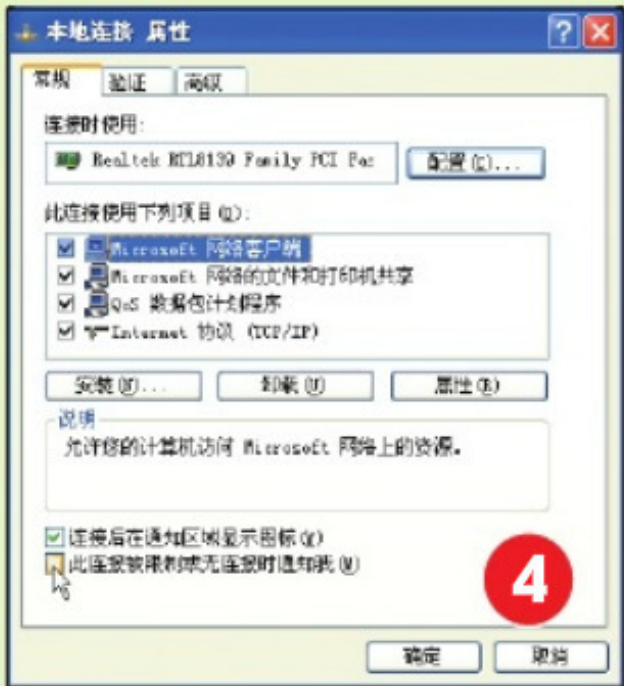 本地连接 属性
常规 验证 高级
连接时使用:
Realtek RTL8139 Family PCI Fas 配置(C)...
此连接使用下列项目(O):
Microsoft 网络客户端
Microsoft 网络的文件和打印机共享
QoS 数据包计划程序
Internet 协议 (TCP/IP)
安装(N)... 卸载(U) 属性(R)
说明
允许您的计算机访问 Microsoft 网络上的资源。
连接后在通知区域显示图标(W)
此连接被限制或无连接时通知我(M)
4
确定 取消